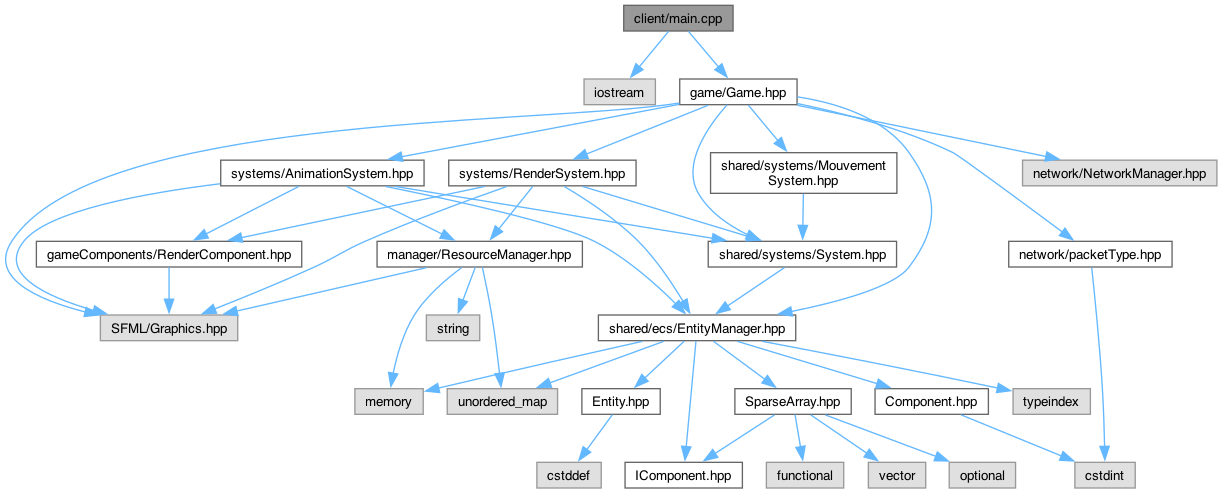 client/main.cpp
iostream
game/Game.hpp
systems/AnimationSystem.hpp
systems/RenderSystem.hpp
shared/systems/Mouvement
System.hpp
network/NetworkManager.hpp
gameComponents/RenderComponent.hpp
manager/ResourceManager.hpp
shared/systems/System.hpp
network/packetType.hpp
SFML/Graphics.hpp
string
shared/ecs/EntityManager.hpp
memory
unordered_map
Entity.hpp
SparseArray.hpp
Component.hpp
typeindex
cstddef
IComponent.hpp
functional
vector
optional
cstdint